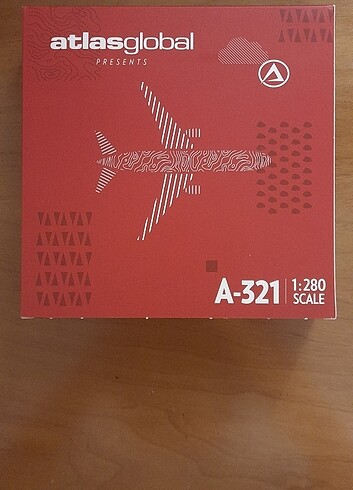 atlasglobal
PRESENTS
A-321
1:280
SCALE